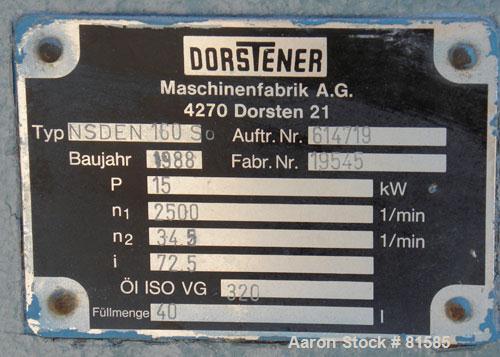 DORSTENER
Maschinenfabrik A.G.
4270 Dorsten 21
Typ NSDEN 160 So Auftr. Nr. 614719
Baujahr 1988 Fabr. Nr. 19545
P 15 kW
n1 2500 1/min
n2 34.5 1/min
i 72.5
Öl ISO VG 320
Füllmenge 40 l
Aaron Stock # 81585